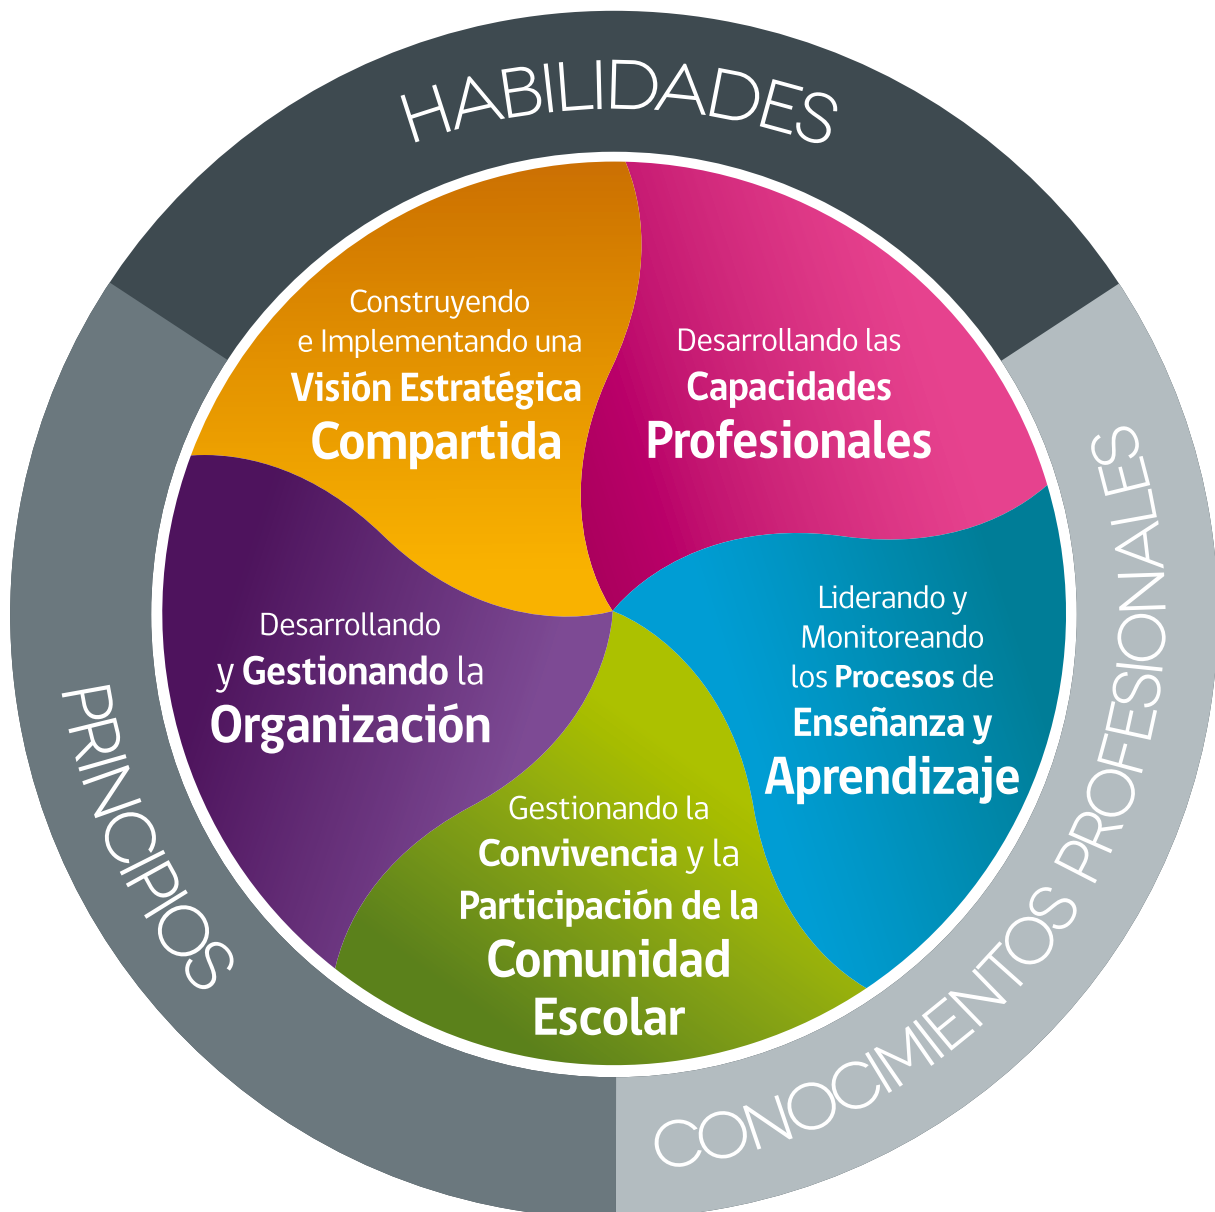 HABILIDADES
Construyendo
e Implementando una
Visión Estratégica
Compartida
Desarrollando las
Capacidades
Profesionales
Liderando y
Monitoreando
los Procesos de
Enseñanza y
Aprendizaje
Gestionando la
Convivencia y la
Participación de la
Comunidad
Escolar
Desarrollando
y Gestionando la
Organización
PRINCIPIOS
CONOCIMIENTOS PROFESIONALES